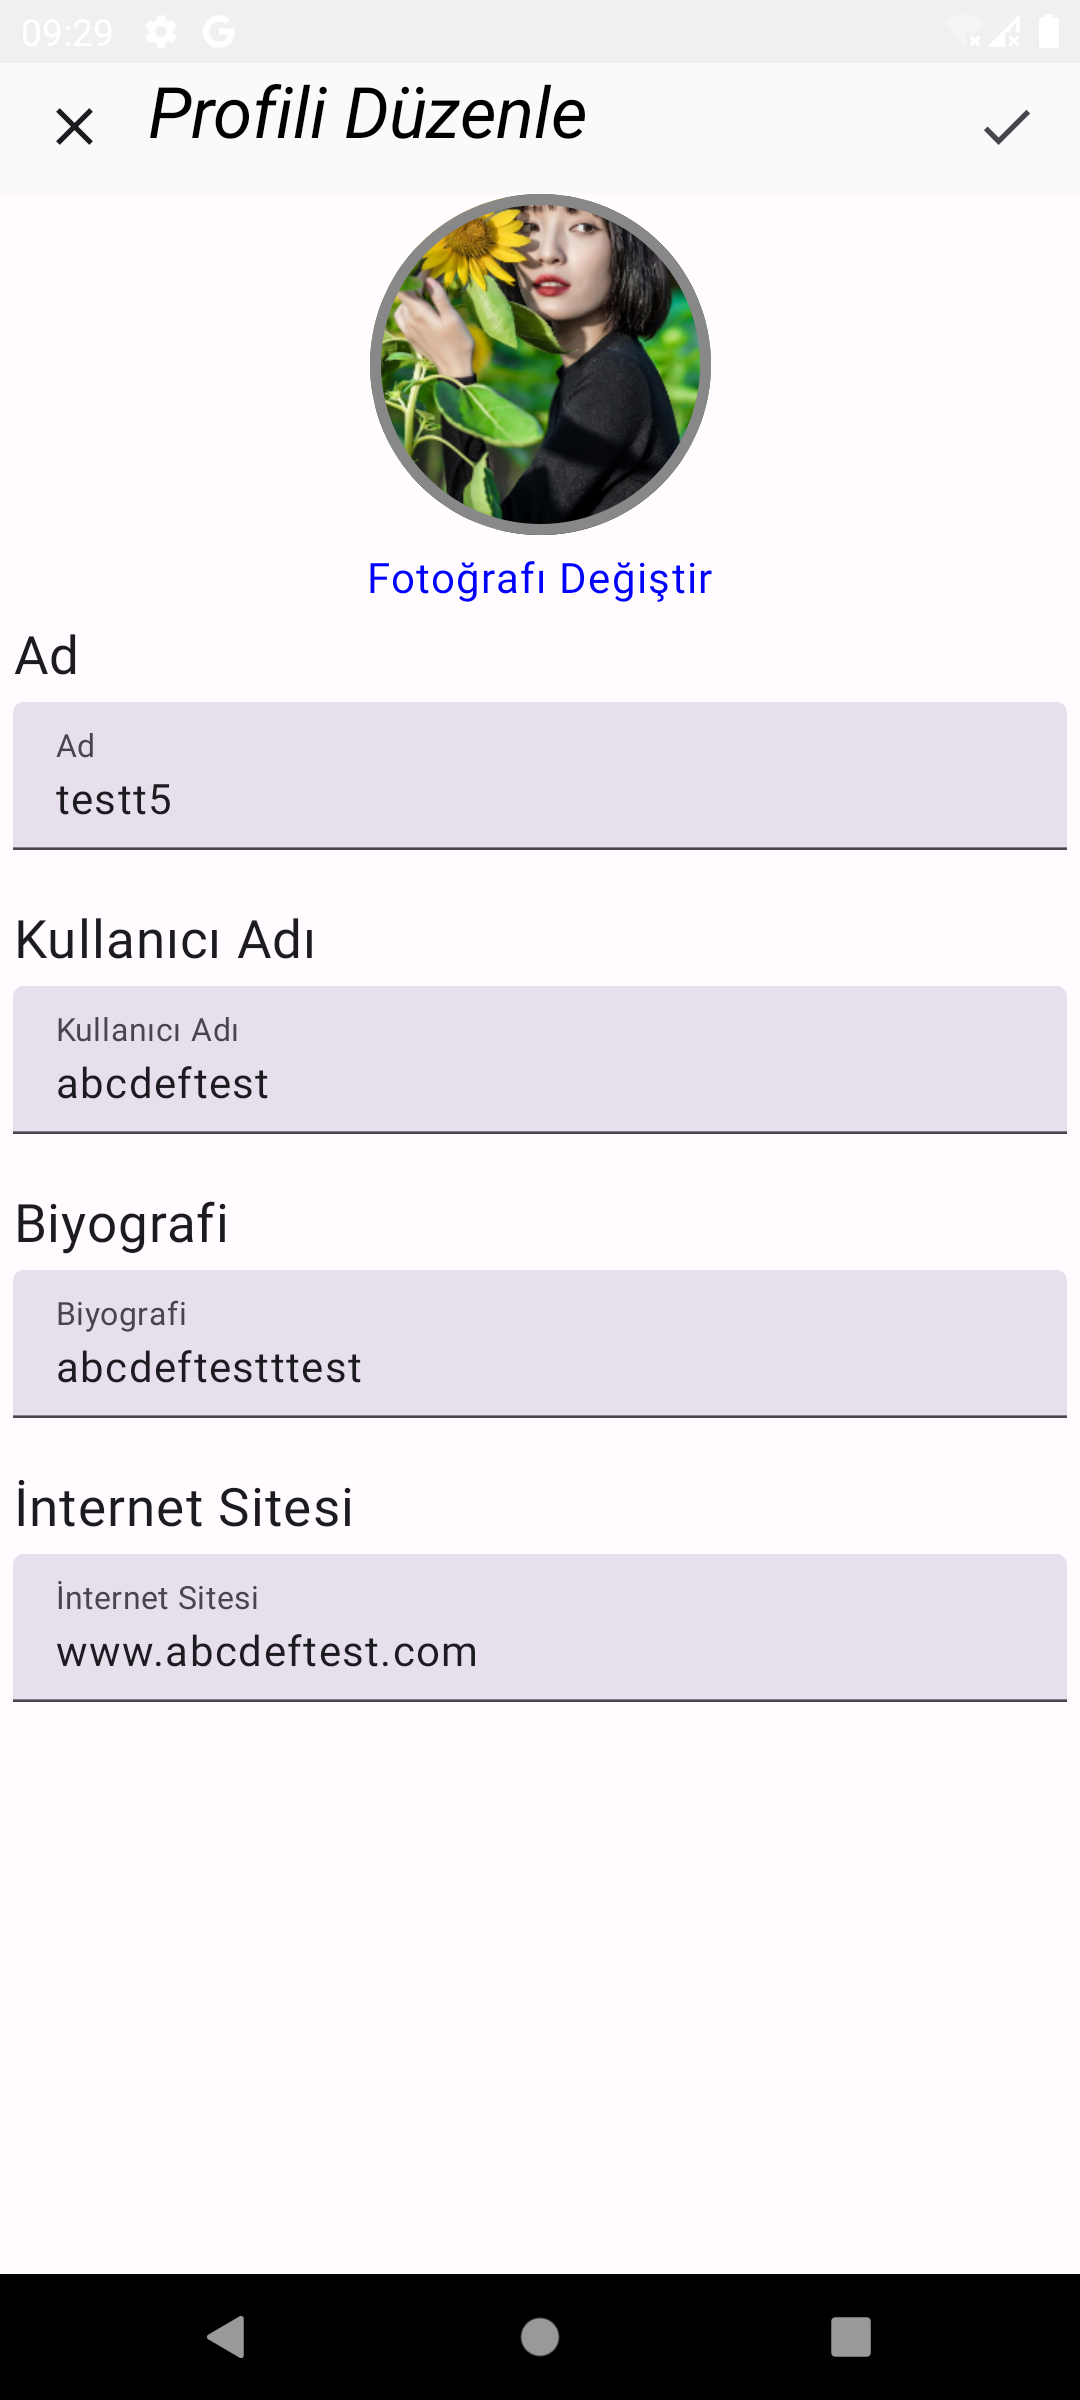 09:29
Profili Düzenle
Fotoğrafı Değiştir
Ad
Ad
testt5
Kullanıcı Adı
Kullanıcı Adı
abcdeftest
Biyografi
Biyografi
abcdeftestttest
İnternet Sitesi
İnternet Sitesi
www.abcdeftest.com